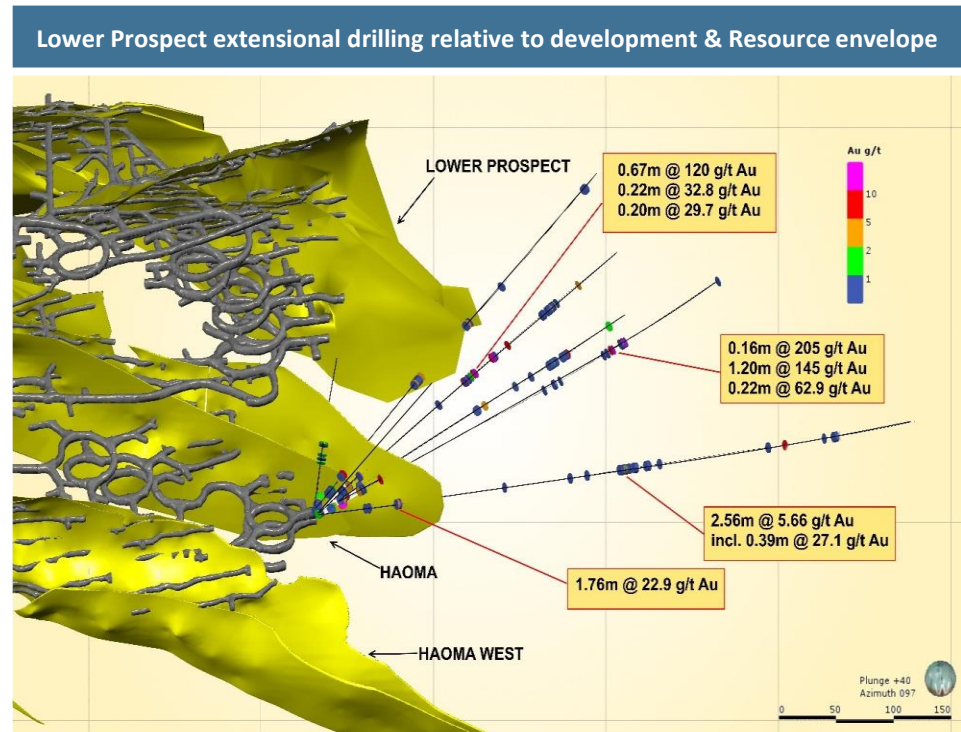 Lower Prospect extensional drilling relative to development & Resource envelope
LOWER PROSPECT
0.67m @ 120 g/t Au
0.22m @ 32.8 g/t Au
0.20m @ 29.7 g/t Au
Au g/t
10
5
2
1
0.16m @ 205 g/t Au
1.20m @ 145 g/t Au
0.22m @ 62.9 g/t Au
2.56m @ 5.66 g/t Au
incl. 0.39m @ 27.1 g/t Au
HAOMA
1.76m @ 22.9 g/t Au
HAOMA WEST
Plunge +40
Azimuth 097
0 50 100 150